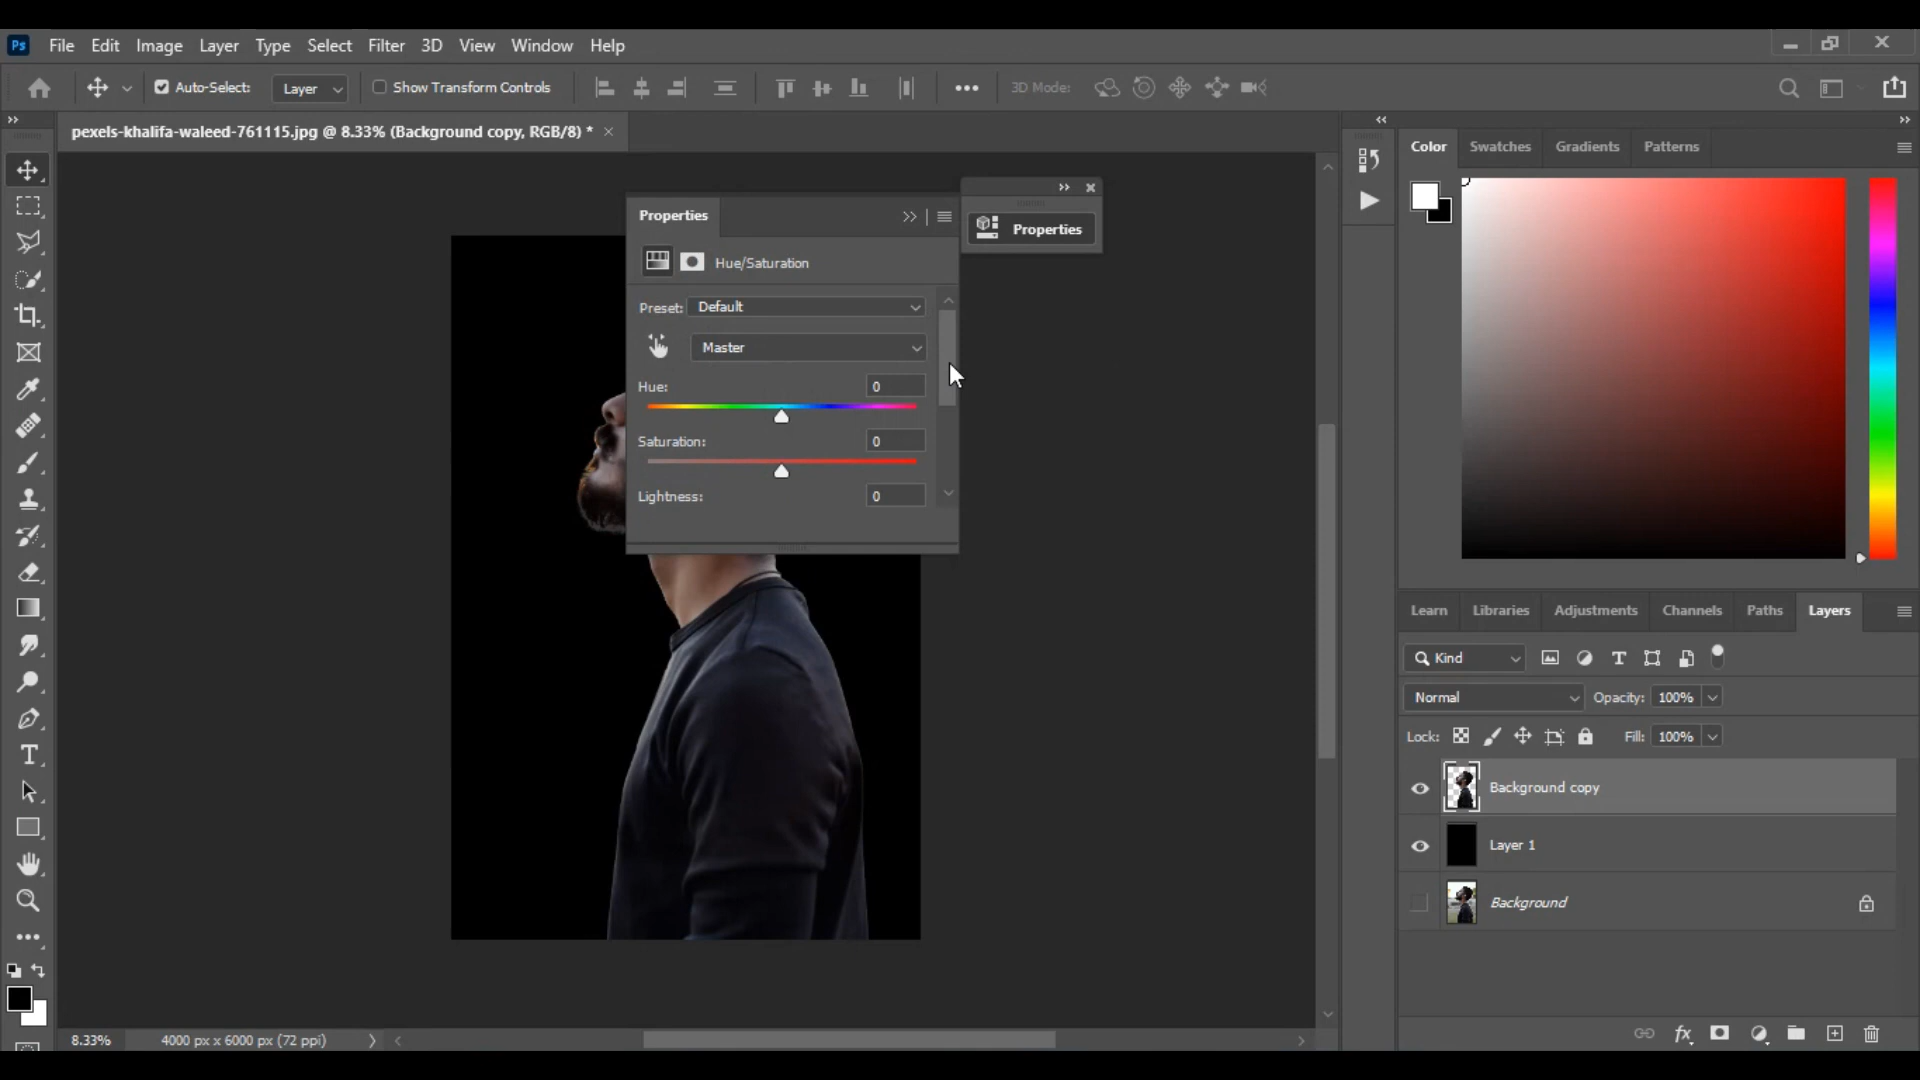 Ps File Edit Image Layer Type Select Filter 3D View Window Help
Auto-Select: Layer Show Transform Controls 3D Mode:
pexels-khalifa-waleed-761115.jpg @ 8.33% (Background copy, RGB/8) *
Color Swatches Gradients Patterns
Properties
Properties
Hue/Saturation
Preset: Default
Master
Hue: 0
Saturation: 0
Lightness: 0
Learn Libraries Adjustments Channels Paths Layers
Kind
Normal Opacity: 100%
Lock: Fill: 100%
Background copy
Layer 1
Background
8.33% 4000 px x 6000 px (72 ppi)